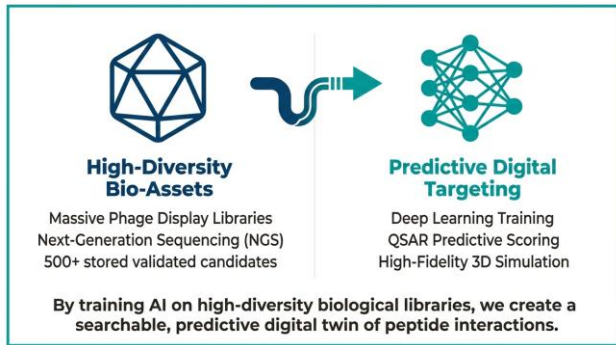 High-Diversity
Bio-Assets
Massive Phage Display Libraries
Next-Generation Sequencing (NGS)
500+ stored validated candidates
Predictive Digital
Targeting
Deep Learning Training
QSAR Predictive Scoring
High-Fidelity 3D Simulation
By training AI on high-diversity biological libraries, we create a
searchable, predictive digital twin of peptide interactions.